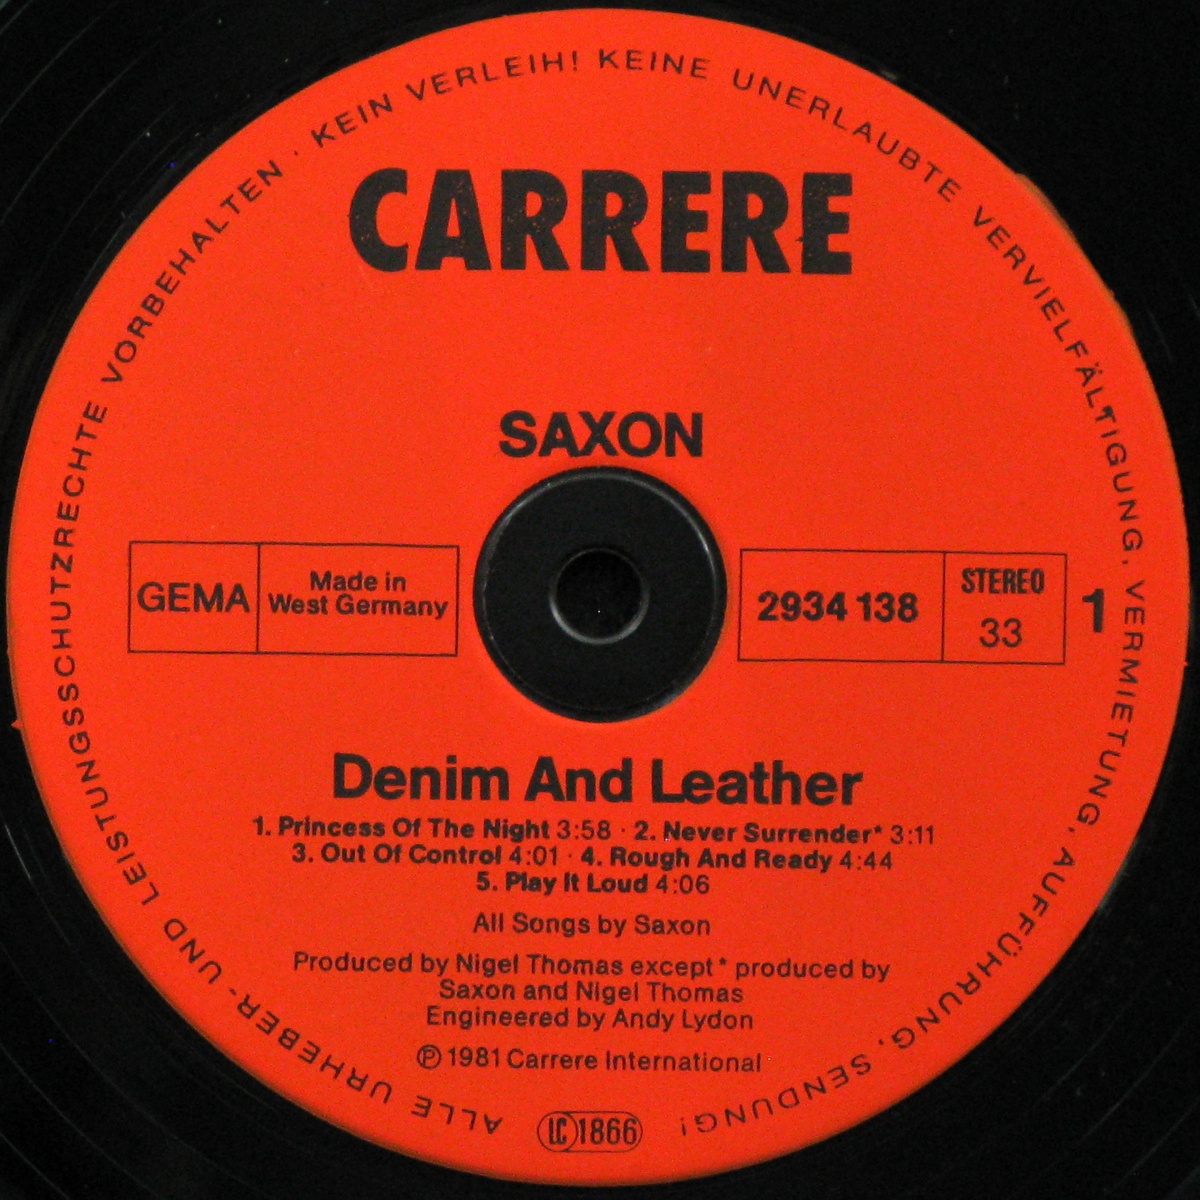 ALLE URHEBER- UND LEISTUNGSSCHUTZRECHTE VORBEHALTEN · KEIN VERLEIH! KEINE UNERLAUBTE VERVIELFÄLTIGUNG, VERMIETUNG, AUFFÜHRUNG, SENDUNG!
CARRERE
SAXON
GEMA
Made in
West Germany
2934 138
STEREO
33
1
Denim And Leather
1. Princess Of The Night 3:58 · 2. Never Surrender* 3:11
3. Out Of Control 4:01 · 4. Rough And Ready 4:44
5. Play It Loud 4:06
All Songs by Saxon
Produced by Nigel Thomas except* produced by
Saxon and Nigel Thomas
Engineered by Andy Lydon
℗ 1981 Carrere International
LC 1866